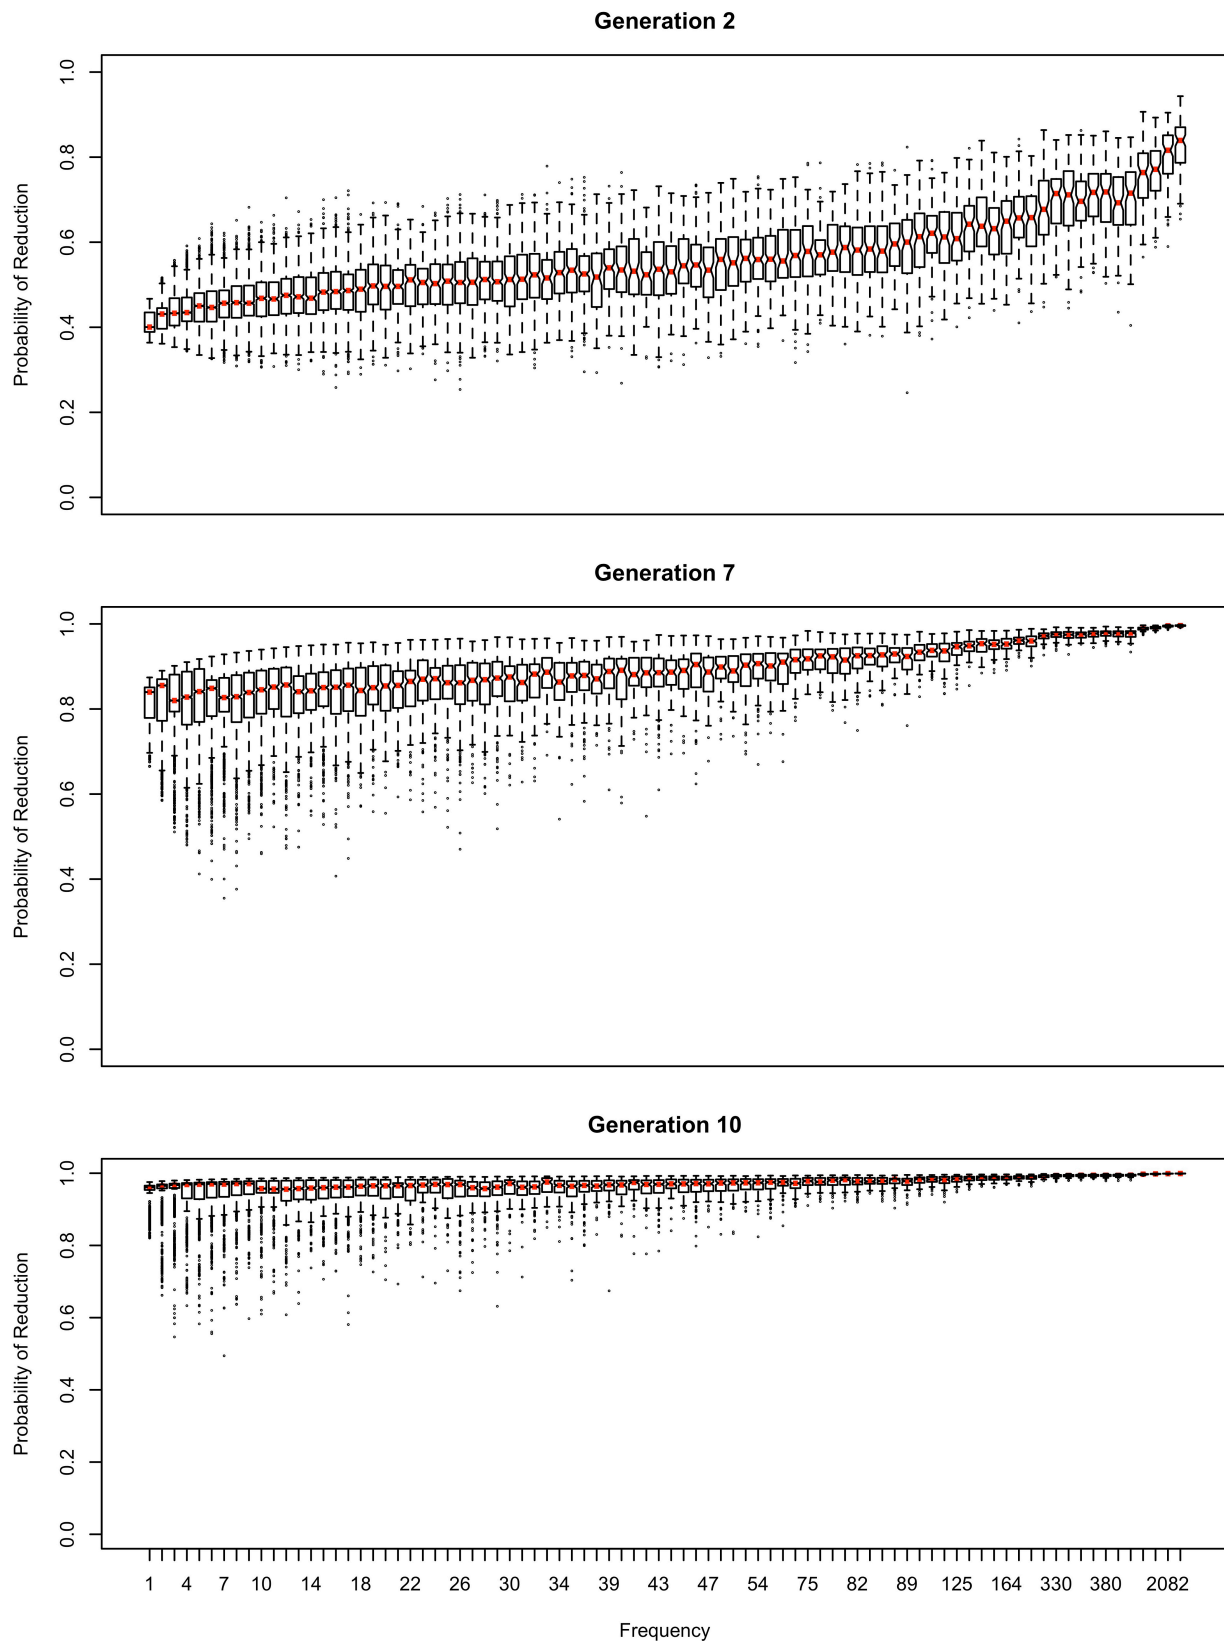 Generation 2
Probability of Reduction
1.0
0.8
0.6
0.4
0.2
0.0
Generation 7
Probability of Reduction
1.0
0.8
0.6
0.4
0.2
0.0
Generation 10
Probability of Reduction
1.0
0.8
0.6
0.4
0.2
0.0
1 4 7 10 14 18 22 26 30 34 39 43 47 54 75 82 89 125 164 330 380 2082
Frequency